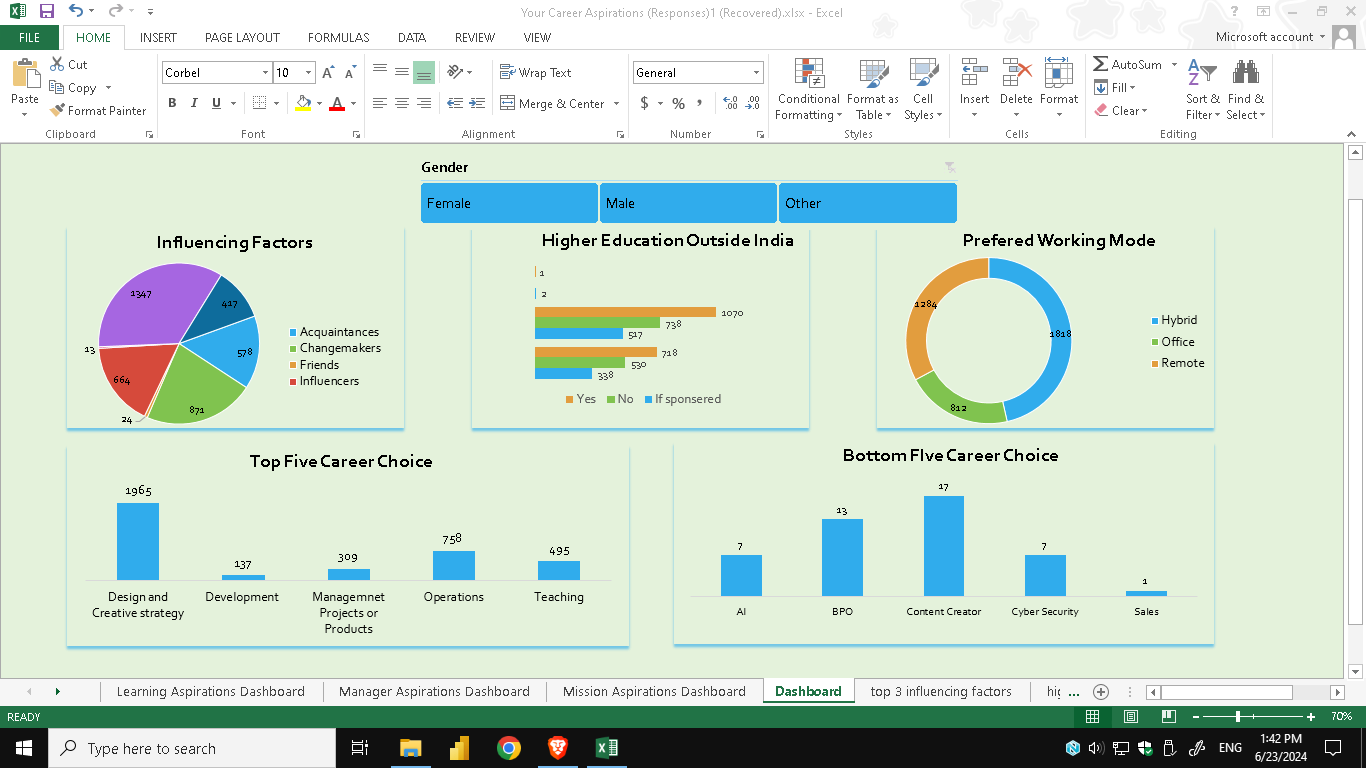 Your Career Aspirations (Responses)1 (Recovered).xlsx - Excel
FILE HOME INSERT PAGE LAYOUT FORMULAS DATA REVIEW VIEW Microsoft account
Paste
Cut
Copy
Format Painter
Clipboard
Corbel 10
B I U
Font
Wrap Text
Merge & Center
Alignment
General
$ % ,
Number
Conditional Formatting
Format as Table
Cell Styles
Styles
Insert Delete Format
Cells
AutoSum
Fill
Clear
Sort & Filter
Find & Select
Editing
Gender
Female Male Other
Influencing Factors
1347
417
578
871
24
664
13
Acquaintances
Changemakers
Friends
Influencers
Higher Education Outside India
1
2
1070
738
517
718
530
338
Yes No If sponsered
Prefered Working Mode
1284
1818
812
Hybrid
Office
Remote
Top Five Career Choice
1965
137
309
758
495
Design and Creative strategy
Development
Managemnet Projects or Products
Operations
Teaching
Bottom FIve Career Choice
7
13
17
7
1
AI BPO Content Creator Cyber Security Sales
Learning Aspirations Dashboard Manager Aspirations Dashboard Mission Aspirations Dashboard Dashboard top 3 influencing factors hig ...
READY 70%
Type here to search
ENG
1:42 PM
6/23/2024